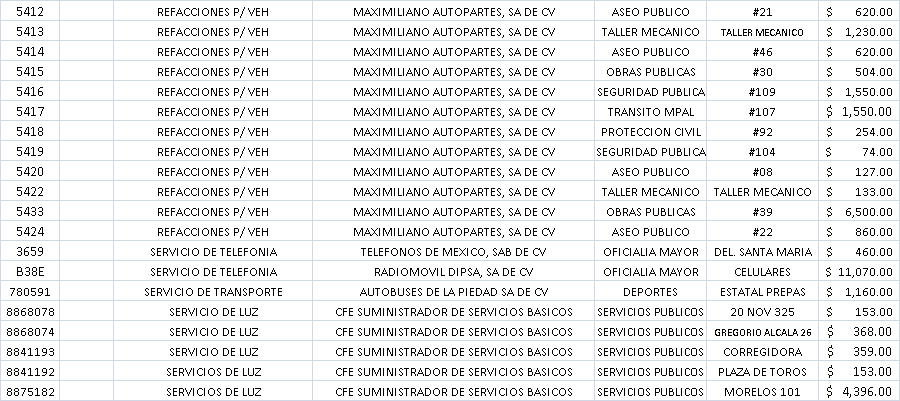 5412 REFACCIONES P/ VEH MAXIMILIANO AUTOPARTES, SA DE CV ASEO PUBLICO #21 $ 620.00
5413 REFACCIONES P/ VEH MAXIMILIANO AUTOPARTES, SA DE CV TALLER MECANICO TALLER MECANICO $ 1,230.00
5414 REFACCIONES P/ VEH MAXIMILIANO AUTOPARTES, SA DE CV ASEO PUBLICO #46 $ 620.00
5415 REFACCIONES P/ VEH MAXIMILIANO AUTOPARTES, SA DE CV OBRAS PUBLICAS #30 $ 504.00
5416 REFACCIONES P/ VEH MAXIMILIANO AUTOPARTES, SA DE CV SEGURIDAD PUBLICA #109 $ 1,550.00
5417 REFACCIONES P/ VEH MAXIMILIANO AUTOPARTES, SA DE CV TRANSITO MPAL #107 $ 1,550.00
5418 REFACCIONES P/ VEH MAXIMILIANO AUTOPARTES, SA DE CV PROTECCION CIVIL #92 $ 254.00
5419 REFACCIONES P/ VEH MAXIMILIANO AUTOPARTES, SA DE CV SEGURIDAD PUBLICA #104 $ 74.00
5420 REFACCIONES P/ VEH MAXIMILIANO AUTOPARTES, SA DE CV ASEO PUBLICO #08 $ 127.00
5422 REFACCIONES P/ VEH MAXIMILIANO AUTOPARTES, SA DE CV TALLER MECANICO TALLER MECANICO $ 133.00
5433 REFACCIONES P/ VEH MAXIMILIANO AUTOPARTES, SA DE CV OBRAS PUBLICAS #39 $ 6,500.00
5424 REFACCIONES P/ VEH MAXIMILIANO AUTOPARTES, SA DE CV ASEO PUBLICO #22 $ 860.00
3659 SERVICIO DE TELEFONIA TELEFONOS DE MEXICO, SAB DE CV OFICIALIA MAYOR DEL. SANTA MARIA $ 460.00
B38E SERVICIO DE TELEFONIA RADIOMOVIL DIPSA, SA DE CV OFICIALIA MAYOR CELULARES $ 11,070.00
780591 SERVICIO DE TRANSPORTE AUTOBUSES DE LA PIEDAD SA DE CV DEPORTES ESTATAL PREPAS $ 1,160.00
8868078 SERVICIO DE LUZ CFE SUMINISTRADOR DE SERVICIOS BASICOS SERVICIOS PUBLICOS 20 NOV 325 $ 153.00
8868074 SERVICIO DE LUZ CFE SUMINISTRADOR DE SERVICIOS BASICOS SERVICIOS PUBLICOS GREGORIO ALCALA 26 $ 368.00
8841193 SERVICIO DE LUZ CFE SUMINISTRADOR DE SERVICIOS BASICOS SERVICIOS PUBLICOS CORREGIDORA $ 359.00
8841192 SERVICIOS DE LUZ CFE SUMINISTRADOR DE SERVICIOS BASICOS SERVICIOS PUBLICOS PLAZA DE TOROS $ 153.00
8875182 SERVICIOS DE LUZ CFE SUMINISTRADOR DE SERVICIOS BASICOS SERVICIOS PUBLICOS MORELOS 101 $ 4,396.00